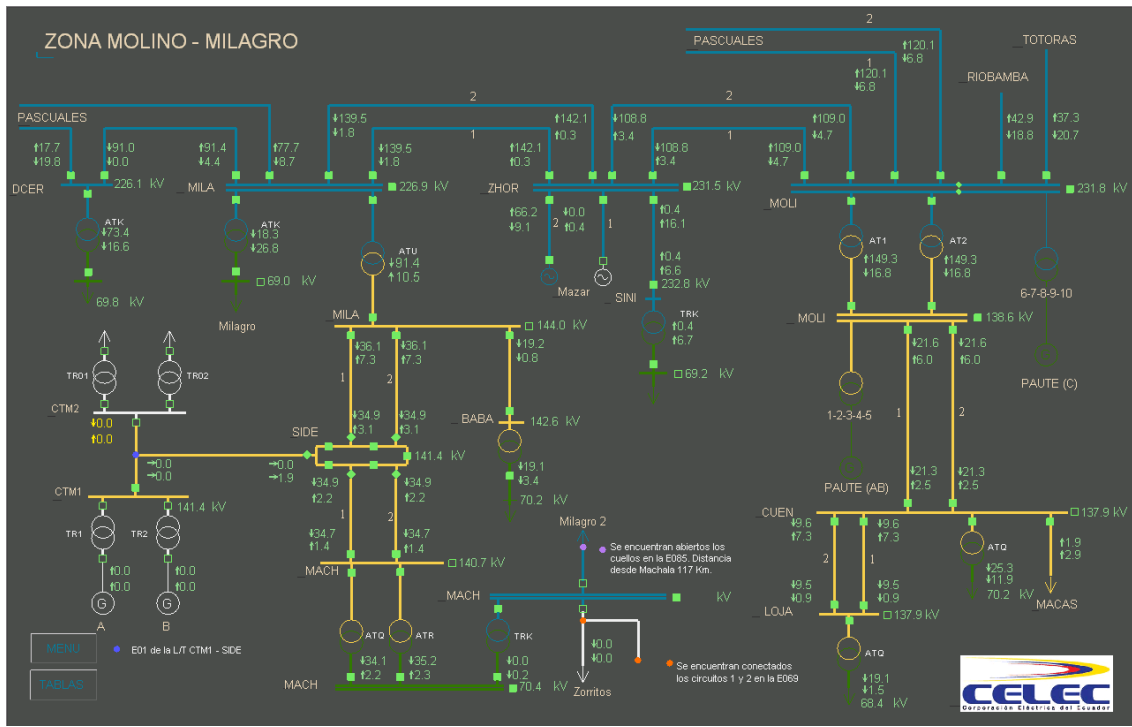 ZONA MOLINO - MILAGRO
2
PASCUALES
TOTORAS
↑120.1
↓6.8
1
↑120.1
↓6.8
RIOBAMBA
PASCUALES
2
↓139.5
↓1.8
↑142.1
↑0.3
1
2
↓108.8
↑3.4
↑109.0
↓4.7
1
↑42.9
↓18.8
↑37.3
↓20.7
↑17.7
↓19.8
↓91.0
↓0.0
↑91.4
↓4.4
↑77.7
↓8.7
↓139.5
↑1.8
↑142.1
↑0.3
↓108.8
↑3.4
↑109.0
↓4.7
DCER
226.1 kV
MILA
226.9 kV
ZHOR
231.5 kV
MOLI
231.8 kV
ATK
↓73.4
↓16.6
ATK
↓18.3
↓26.8
ATU
↓91.4
↑10.5
↑66.2
↓9.1
2
↓0.0
↑0.4
1
↑0.4
↑16.1
↑0.4
↑6.6
232.8 kV
AT1
↑149.3
↓16.8
AT2
↑149.3
↓16.8
69.8 kV
69.0 kV
Milagro
Mazar
SINI
TRK
↑0.4
↑6.7
69.2 kV
6-7-8-9-10
MILA
144.0 kV
MOLI
138.6 kV
↓36.1
↑7.3
↓36.1
↑7.3
↓19.2
↓0.8
↓21.6
↑6.0
↓21.6
↑6.0
PAUTE (C)
TRO1
TRO2
1
2
CTM2
↓0.0
↑0.0
BABA
142.6 kV
1-2-3-4-5
1
2
SIDE
↓34.9
↑3.1
↓34.9
↑3.1
141.4 kV
↓19.1
↓3.4
70.2 kV
→0.0
→0.0
→0.0
→1.9
↓34.9
↑2.2
↓34.9
↑2.2
PAUTE (AB)
↓21.3
↑2.5
↓21.3
↑2.5
CTM1
141.4 kV
1
2
CUEN
137.9 kV
TR1
TR2
↓34.7
↑1.4
↓34.7
↑1.4
Milagro 2
Se encuentran abiertos los
cuellos en la E085. Distancia
desde Machala 117 Km.
↓9.6
↑7.3
↓9.6
↑7.3
2
1
ATQ
↓25.3
↓11.9
70.2 kV
↑1.9
↑2.9
MACAS
MACH
140.7 kV
↑0.0
↑0.0
↑0.0
↑0.0
G
G
A
B
MACH
kV
↓9.5
↓0.9
↓9.5
↓0.9
LOJA
137.9 kV
ATQ
ATR
TRK
MENU
E01 de la L/T CTM1 - SIDE
↓34.1
↑2.2
↓35.2
↑2.3
↓0.0
↓0.2
↓0.0
↓0.0
ATQ
↓19.1
↓1.5
68.4 kV
TABLAS
MACH
70.4 kV
Zorritos
Se encuentran conectados
los circuitos 1 y 2 en la E069
CELEC
Corporación Eléctrica del Ecuador